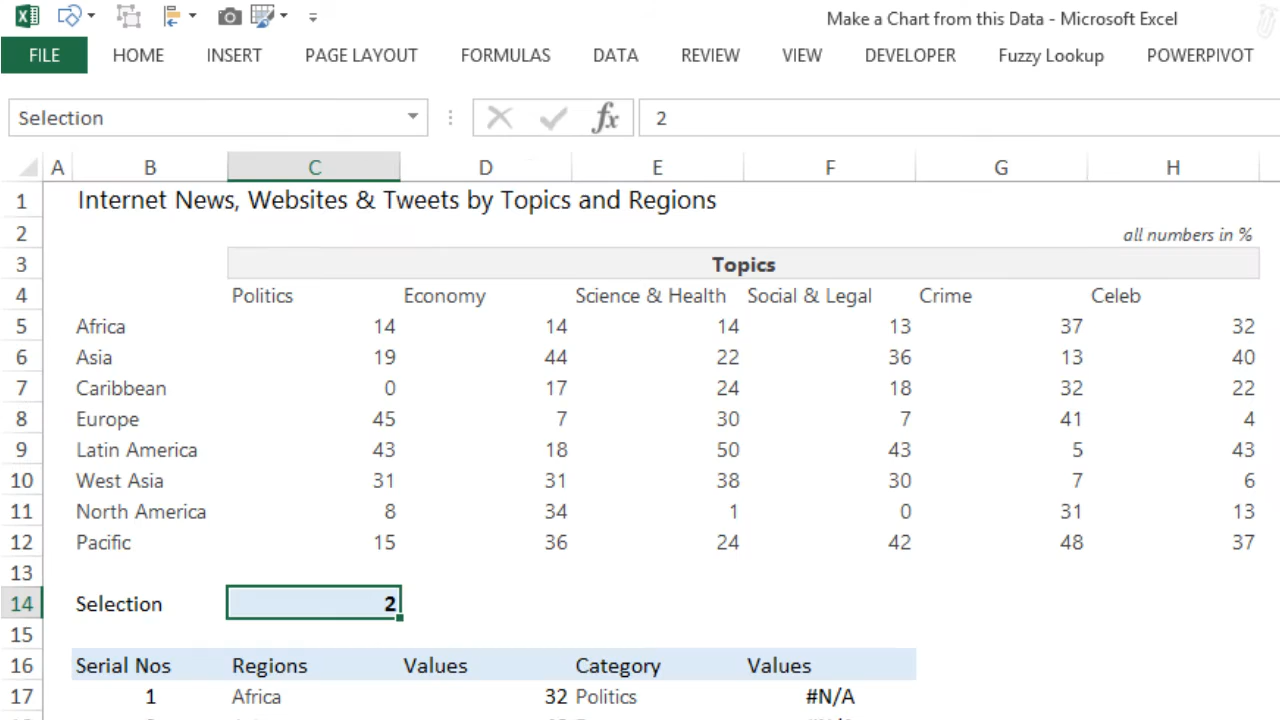 Make a Chart from this Data - Microsoft Excel
FILE HOME INSERT PAGE LAYOUT FORMULAS DATA REVIEW VIEW DEVELOPER Fuzzy Lookup POWERPIVOT
Selection fx 2
A B C D E F G H
1 Internet News, Websites & Tweets by Topics and Regions
2 all numbers in %
3 Topics
4 Politics Economy Science & Health Social & Legal Crime Celeb
5 Africa 14 14 14 13 37 32
6 Asia 19 44 22 36 13 40
7 Caribbean 0 17 24 18 32 22
8 Europe 45 7 30 7 41 4
9 Latin America 43 18 50 43 5 43
10 West Asia 31 31 38 30 7 6
11 North America 8 34 1 0 31 13
12 Pacific 15 36 24 42 48 37
13
14 Selection 2
15
16 Serial Nos Regions Values Category Values
17 1 Africa 32 Politics #N/A